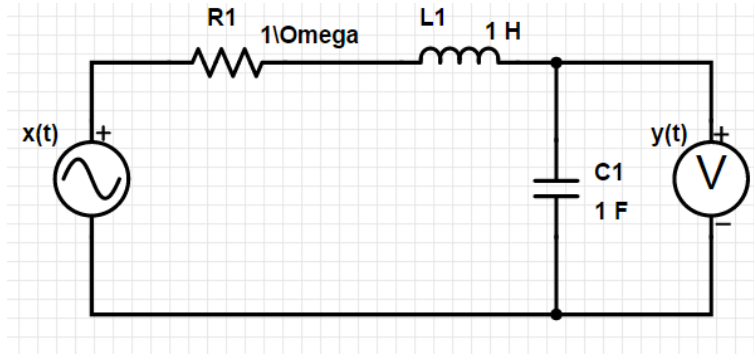 R1
1\Omega
L1
1 H
x(t)
+
y(t)
+
V
−
C1
1 F